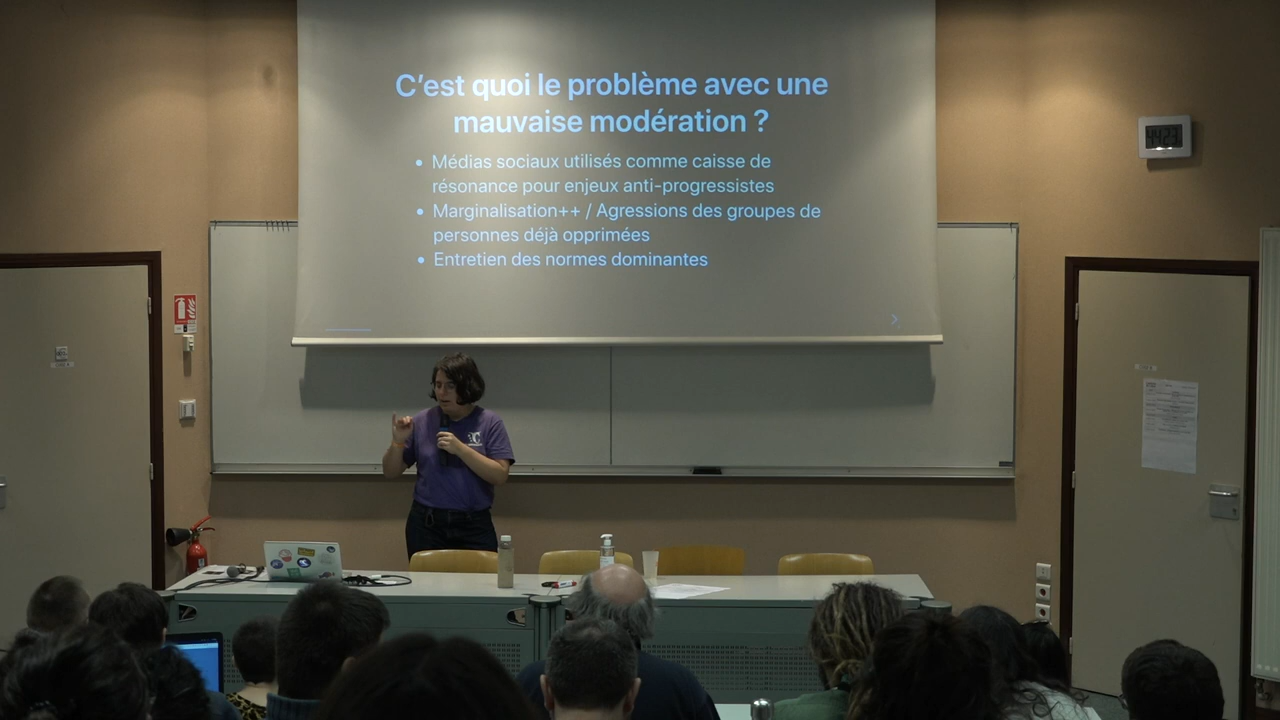 C'est quoi le problème avec une
mauvaise modération ?
• Médias sociaux utilisés comme caisse de
résonance pour enjeux anti-progressistes
• Marginalisation++ / Agressions des groupes de
personnes déjà opprimées
• Entretien des normes dominantes